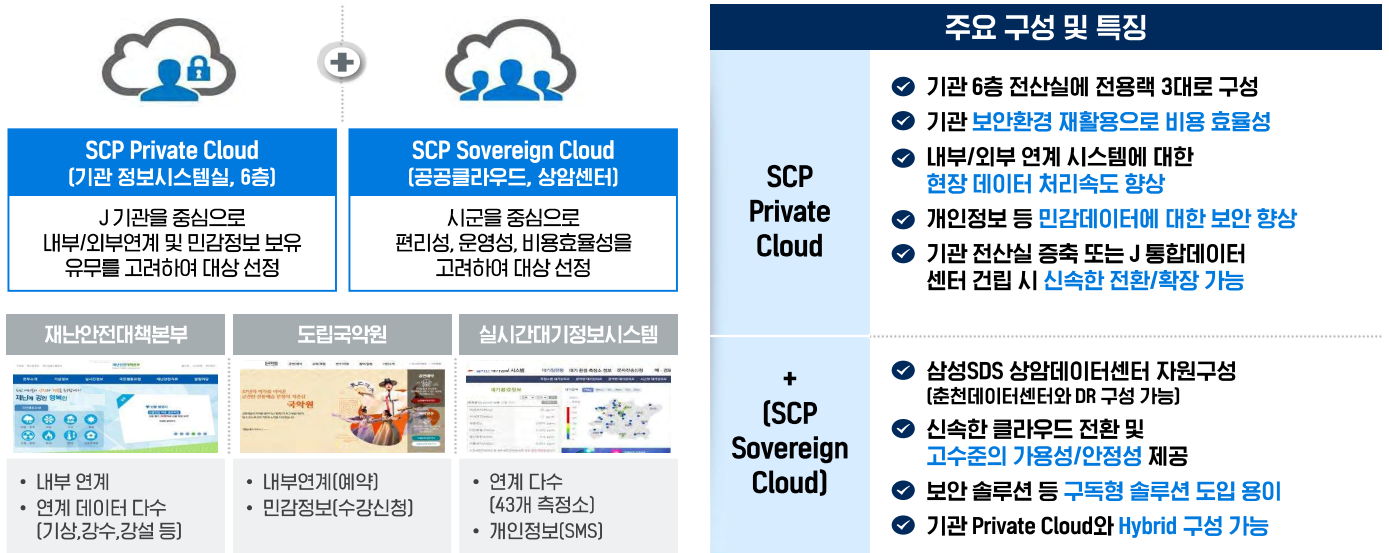 SCP Private Cloud
(기관 정보시스템실, 6층)
J 기관을 중심으로
내부/외부연계 및 민감정보 보유
유무를 고려하여 대상 선정
SCP Sovereign Cloud
(공공클라우드, 상암센터)
시군을 중심으로
편리성, 운영성, 비용효율성을
고려하여 대상 선정
재난안전대책본부
재난에 강한 행복한
• 내부 연계
• 연계 데이터 다수
(기상,강수,강설 등)
도립국악원
국악원
• 내부연계(예약)
• 민감정보(수강신청)
실시간대기정보시스템
대기환경정보
• 연계 다수
(43개 측정소)
• 개인정보(SMS)
주요 구성 및 특징
SCP
Private
Cloud
기관 6층 전산실에 전용랙 3대로 구성
기관 보안환경 재활용으로 비용 효율성
내부/외부 연계 시스템에 대한
현장 데이터 처리속도 향상
개인정보 등 민감데이터에 대한 보안 향상
기관 전산실 증축 또는 J 통합데이터
센터 건립 시 신속한 전환/확장 가능
+
(SCP
Sovereign
Cloud)
삼성SDS 상암데이터센터 자원구성
(춘천데이터센터와 DR 구성 가능)
신속한 클라우드 전환 및
고수준의 가용성/안정성 제공
보안 솔루션 등 구독형 솔루션 도입 용이
기관 Private Cloud와 Hybrid 구성 가능